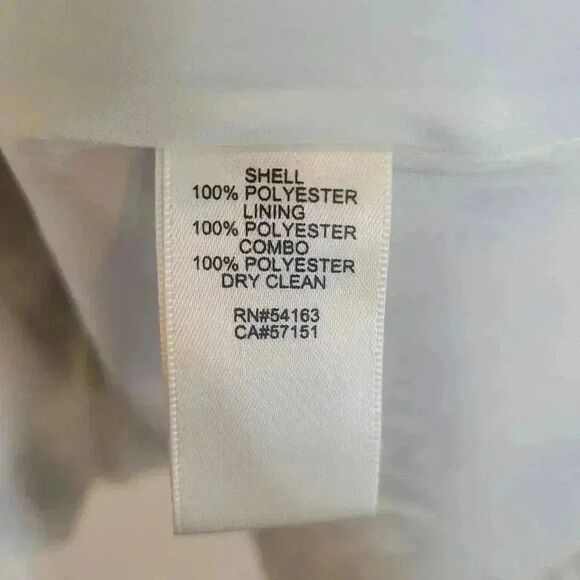 SHELL
100% POLYESTER
LINING
100% POLYESTER
COMBO
100% POLYESTER
DRY CLEAN
RN#54163
CA#57151